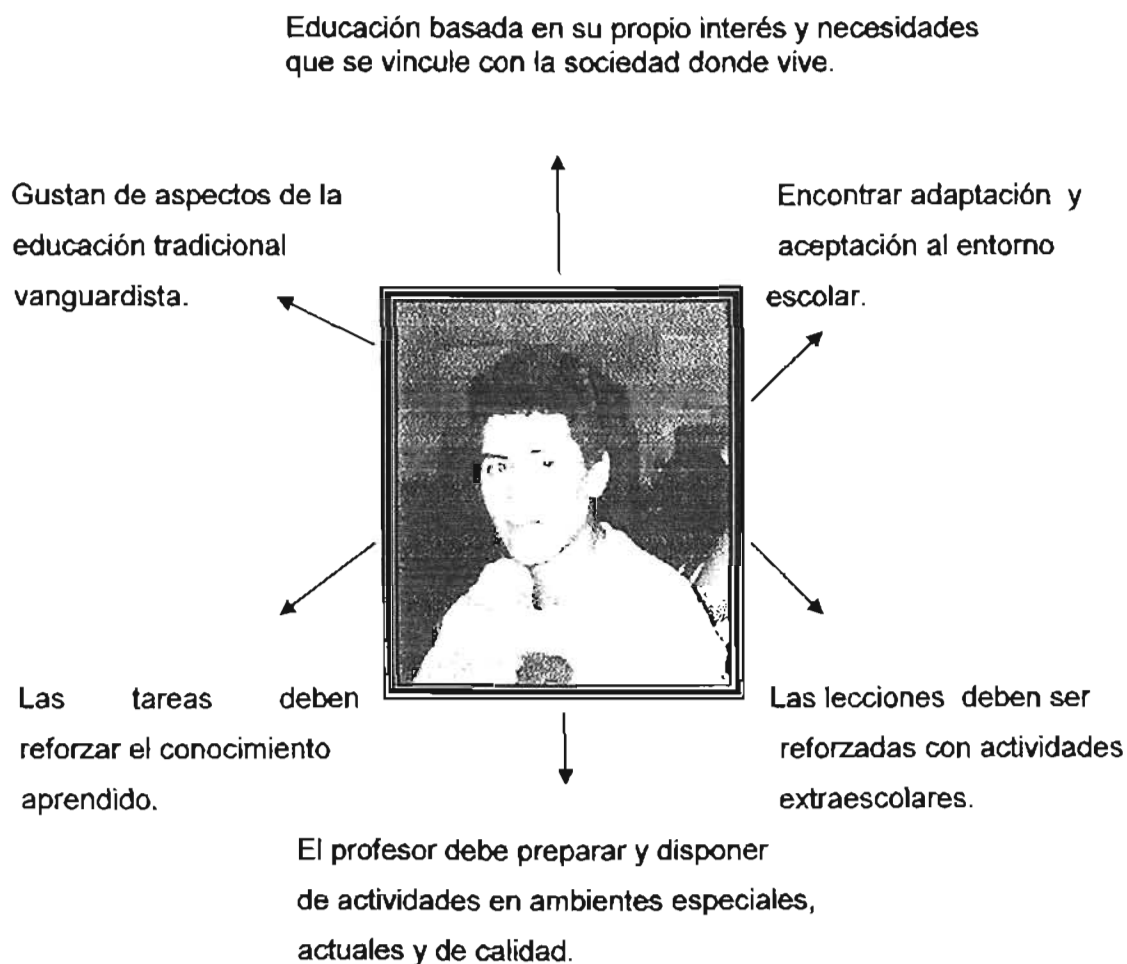 Educación basada en su propio interés y necesidades
que se vincule con la sociedad donde vive.
Gustan de aspectos de la
educación tradicional
vanguardista.
Encontrar adaptación y
aceptación al entorno
escolar.
Las tareas deben
reforzar el conocimiento
aprendido.
Las lecciones deben ser
reforzadas con actividades
extraescolares.
El profesor debe preparar y disponer
de actividades en ambientes especiales,
actuales y de calidad.